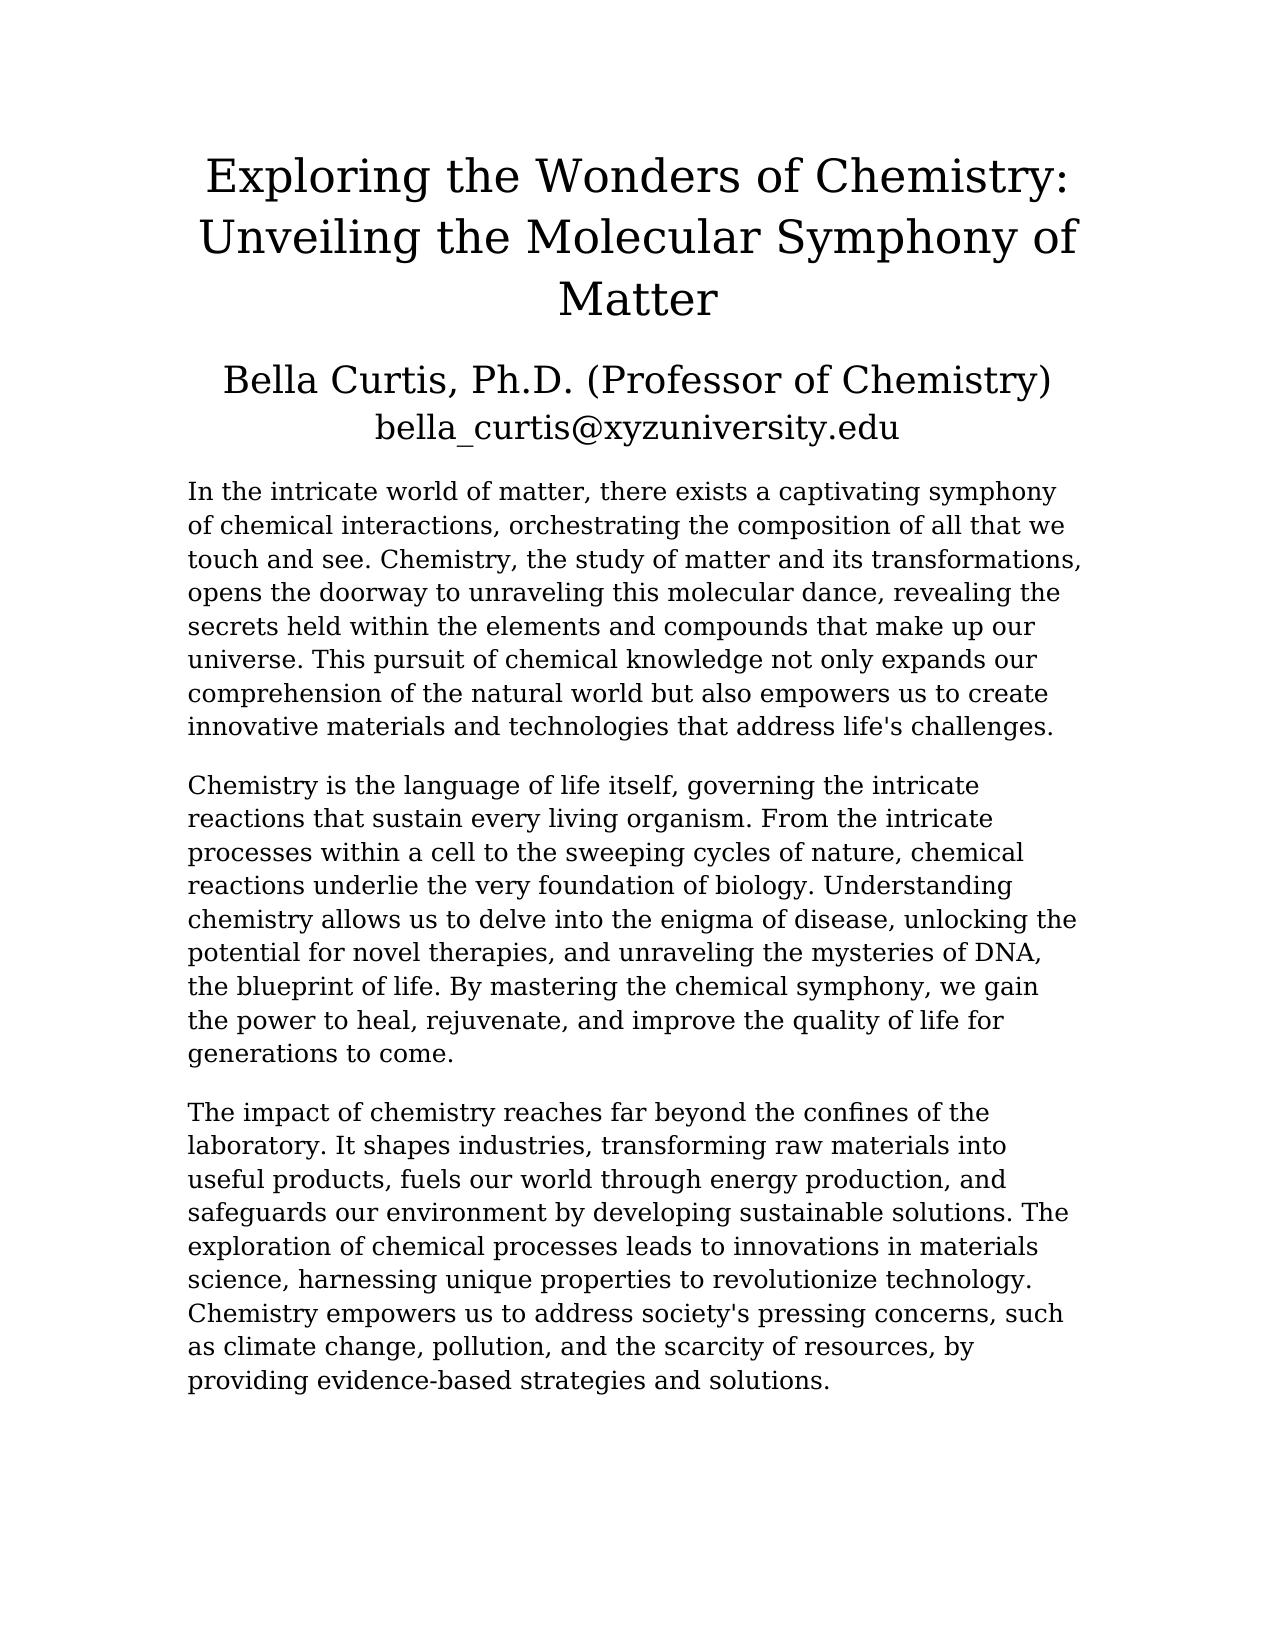 Exploring the Wonders of Chemistry:
Unveiling the Molecular Symphony of
Matter
Bella Curtis, Ph.D. (Professor of Chemistry)
bella_curtis@xyzuniversity.edu
In the intricate world of matter, there exists a captivating symphony
of chemical interactions, orchestrating the composition of all that we
touch and see. Chemistry, the study of matter and its transformations,
opens the doorway to unraveling this molecular dance, revealing the
secrets held within the elements and compounds that make up our
universe. This pursuit of chemical knowledge not only expands our
comprehension of the natural world but also empowers us to create
innovative materials and technologies that address life's challenges.
Chemistry is the language of life itself, governing the intricate
reactions that sustain every living organism. From the intricate
processes within a cell to the sweeping cycles of nature, chemical
reactions underlie the very foundation of biology. Understanding
chemistry allows us to delve into the enigma of disease, unlocking the
potential for novel therapies, and unraveling the mysteries of DNA,
the blueprint of life. By mastering the chemical symphony, we gain
the power to heal, rejuvenate, and improve the quality of life for
generations to come.
The impact of chemistry reaches far beyond the confines of the
laboratory. It shapes industries, transforming raw materials into
useful products, fuels our world through energy production, and
safeguards our environment by developing sustainable solutions. The
exploration of chemical processes leads to innovations in materials
science, harnessing unique properties to revolutionize technology.
Chemistry empowers us to address society's pressing concerns, such
as climate change, pollution, and the scarcity of resources, by
providing evidence-based strategies and solutions.